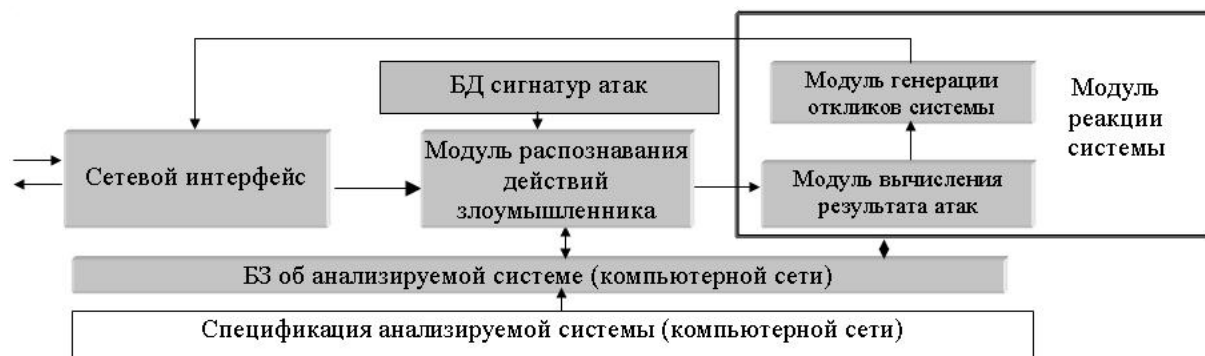 БД сигнатур атак
Модуль генерации
откликов системы
Модуль
реакции
системы
Сетевой интерфейс
Модуль распознавания
действий
злоумышленника
Модуль вычисления
результата атак
БЗ об анализируемой системе (компьютерной сети)
Спецификация анализируемой системы (компьютерной сети)